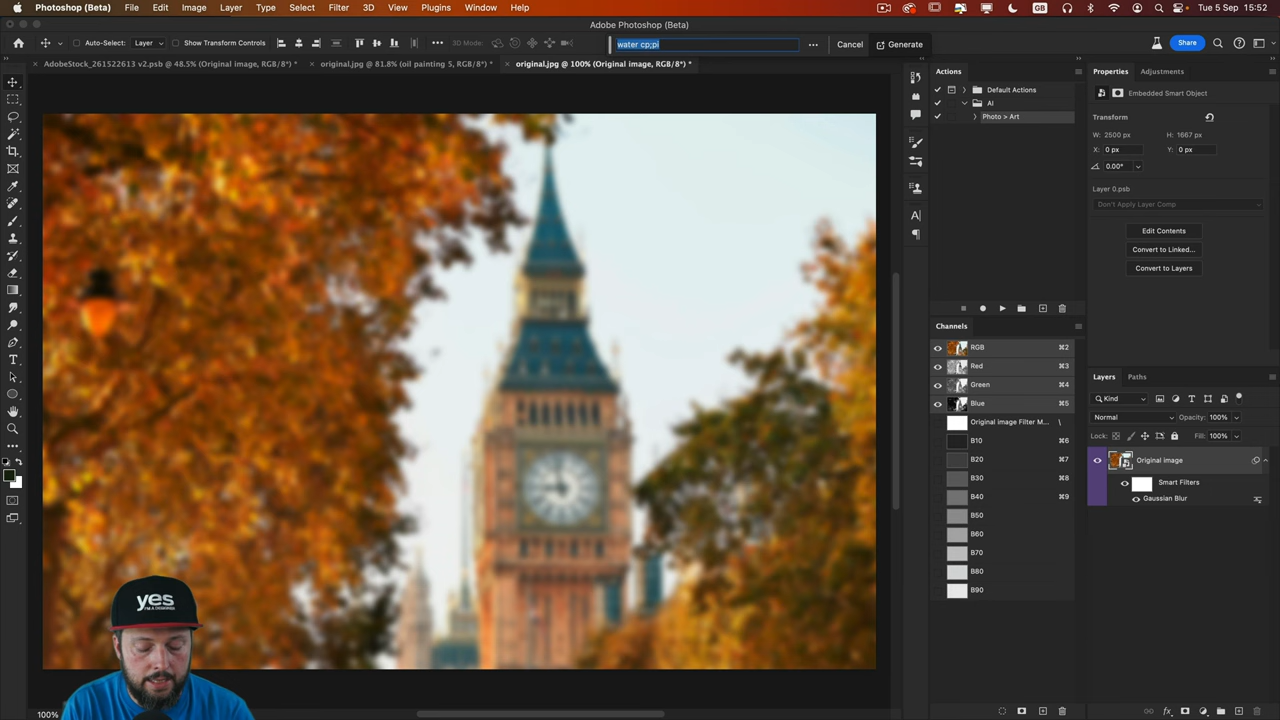 Photoshop (Beta) File Edit Image Layer Type Select Filter 3D View Plugins Window Help
GB Tue 5 Sep 15:52
Adobe Photoshop (Beta)
Auto-Select: Layer Show Transform Controls 3D Mode: water cp;pi Cancel Generate Share
AdobeStock_261522613 v2.psb @ 48.5% (Original image, RGB/8*) * original.jpg @ 81.8% (oil painting 5, RGB/8*) * original.jpg @ 100% (Original image, RGB/8*) *
Actions
Default Actions
AI
Photo > Art
Properties Adjustments
Embedded Smart Object
Transform
W: 2500 px H: 1667 px
X: 0 px Y: 0 px
0.00°
Layer 0.psb
Don't Apply Layer Comp
Edit Contents
Convert to Linked...
Convert to Layers
Channels
RGB ⌘2
Red ⌘3
Green ⌘4
Blue ⌘5
Original image Filter M... \
B10 ⌘6
B20 ⌘7
B30 ⌘8
B40 ⌘9
B50
B60
B70
B80
B90
Layers Paths
Kind
Normal Opacity: 100%
Lock: Fill: 100%
Original image
Smart Filters
Gaussian Blur
yes
I'M A DESIGNER
100%